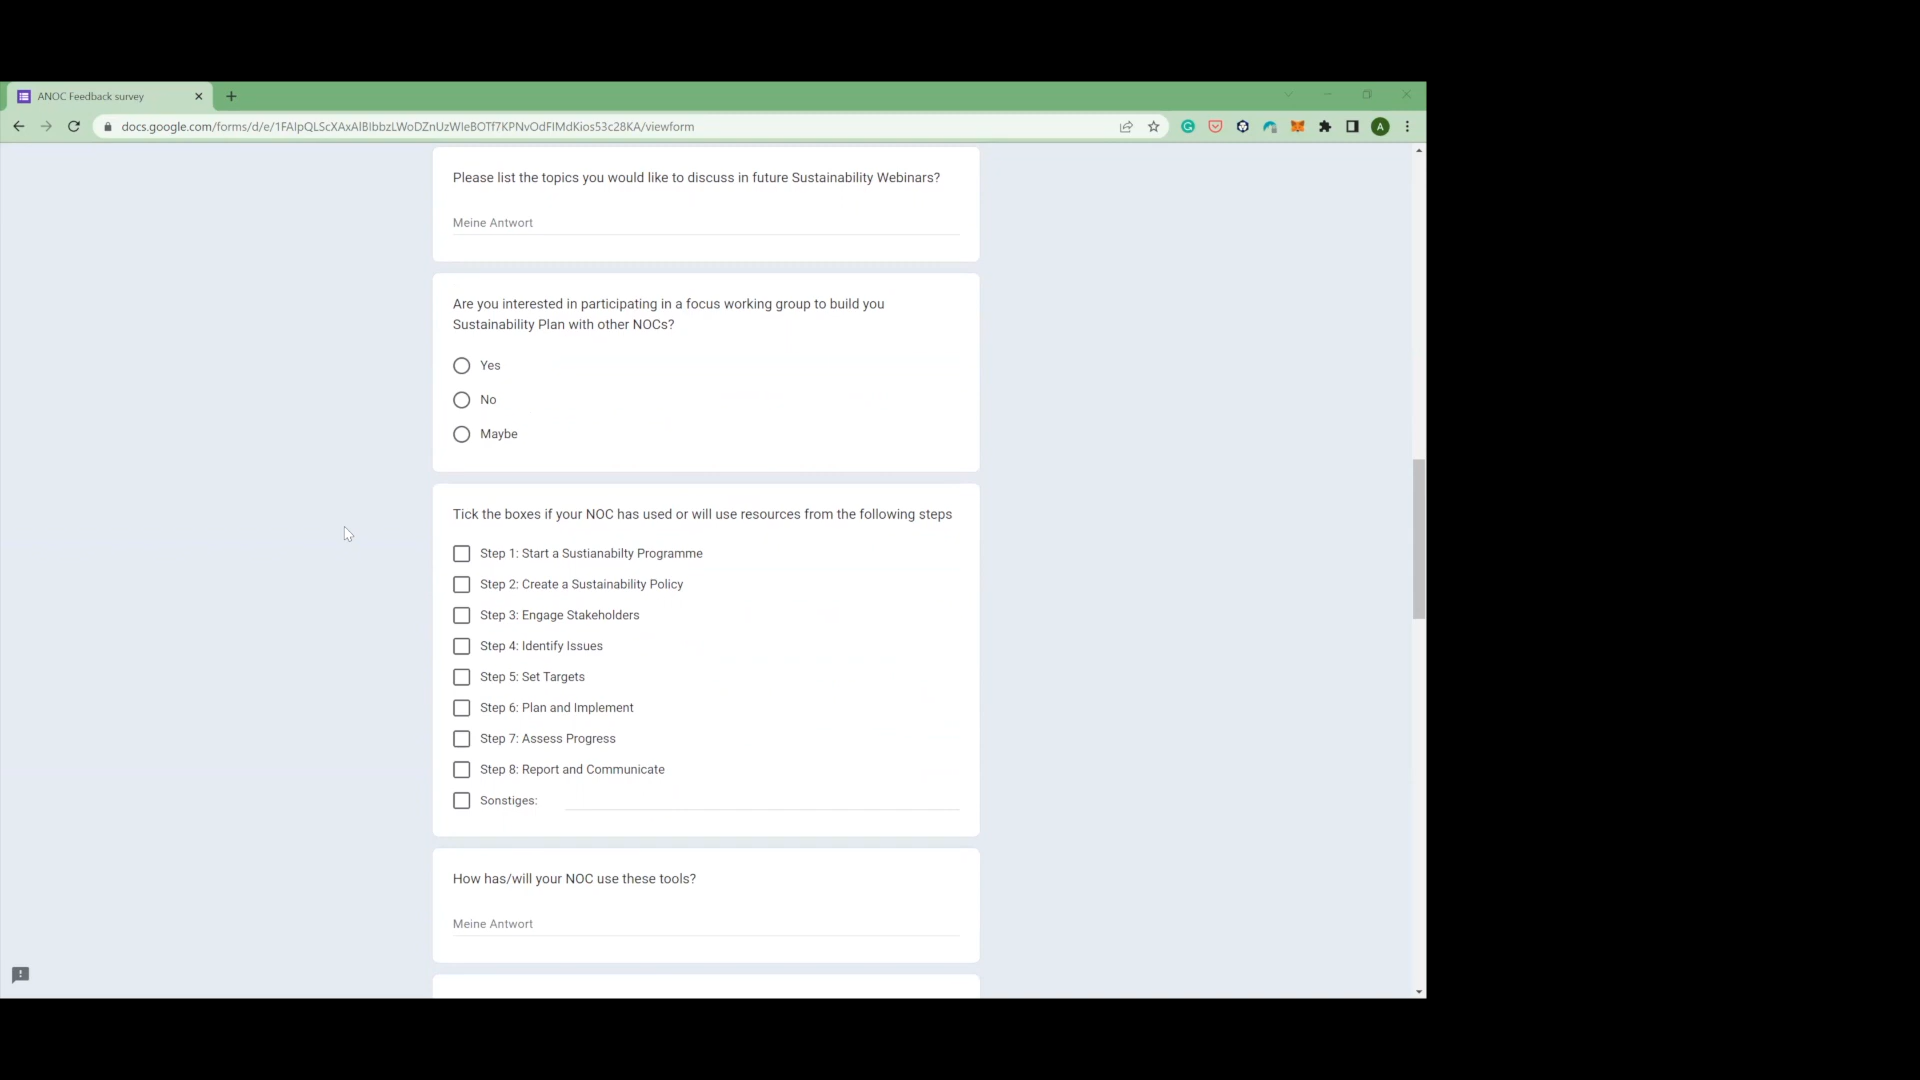 ANOC Feedback survey
docs.google.com/forms/d/e/1FAIpQLScXAxAlBIbbzLWoDZnUzWIeBOTf7KPNvOdFIMdKios53c28KA/viewform
A
Please list the topics you would like to discuss in future Sustainability Webinars?
Meine Antwort
Are you interested in participating in a focus working group to build you
Sustainability Plan with other NOCs?
Yes
No
Maybe
Tick the boxes if your NOC has used or will use resources from the following steps
Step 1: Start a Sustianabilty Programme
Step 2: Create a Sustainability Policy
Step 3: Engage Stakeholders
Step 4: Identify Issues
Step 5: Set Targets
Step 6: Plan and Implement
Step 7: Assess Progress
Step 8: Report and Communicate
Sonstiges:
How has/will your NOC use these tools?
Meine Antwort